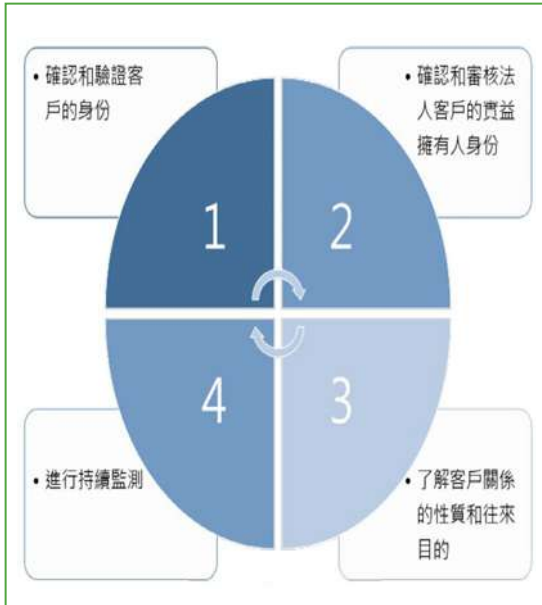 • 確認和驗證客
戶的身份
• 確認和審核法
人客戶的實益
擁有人身份
1
2
4
3
• 進行持續監測
• 了解客戶關係
的性質和往來
目的